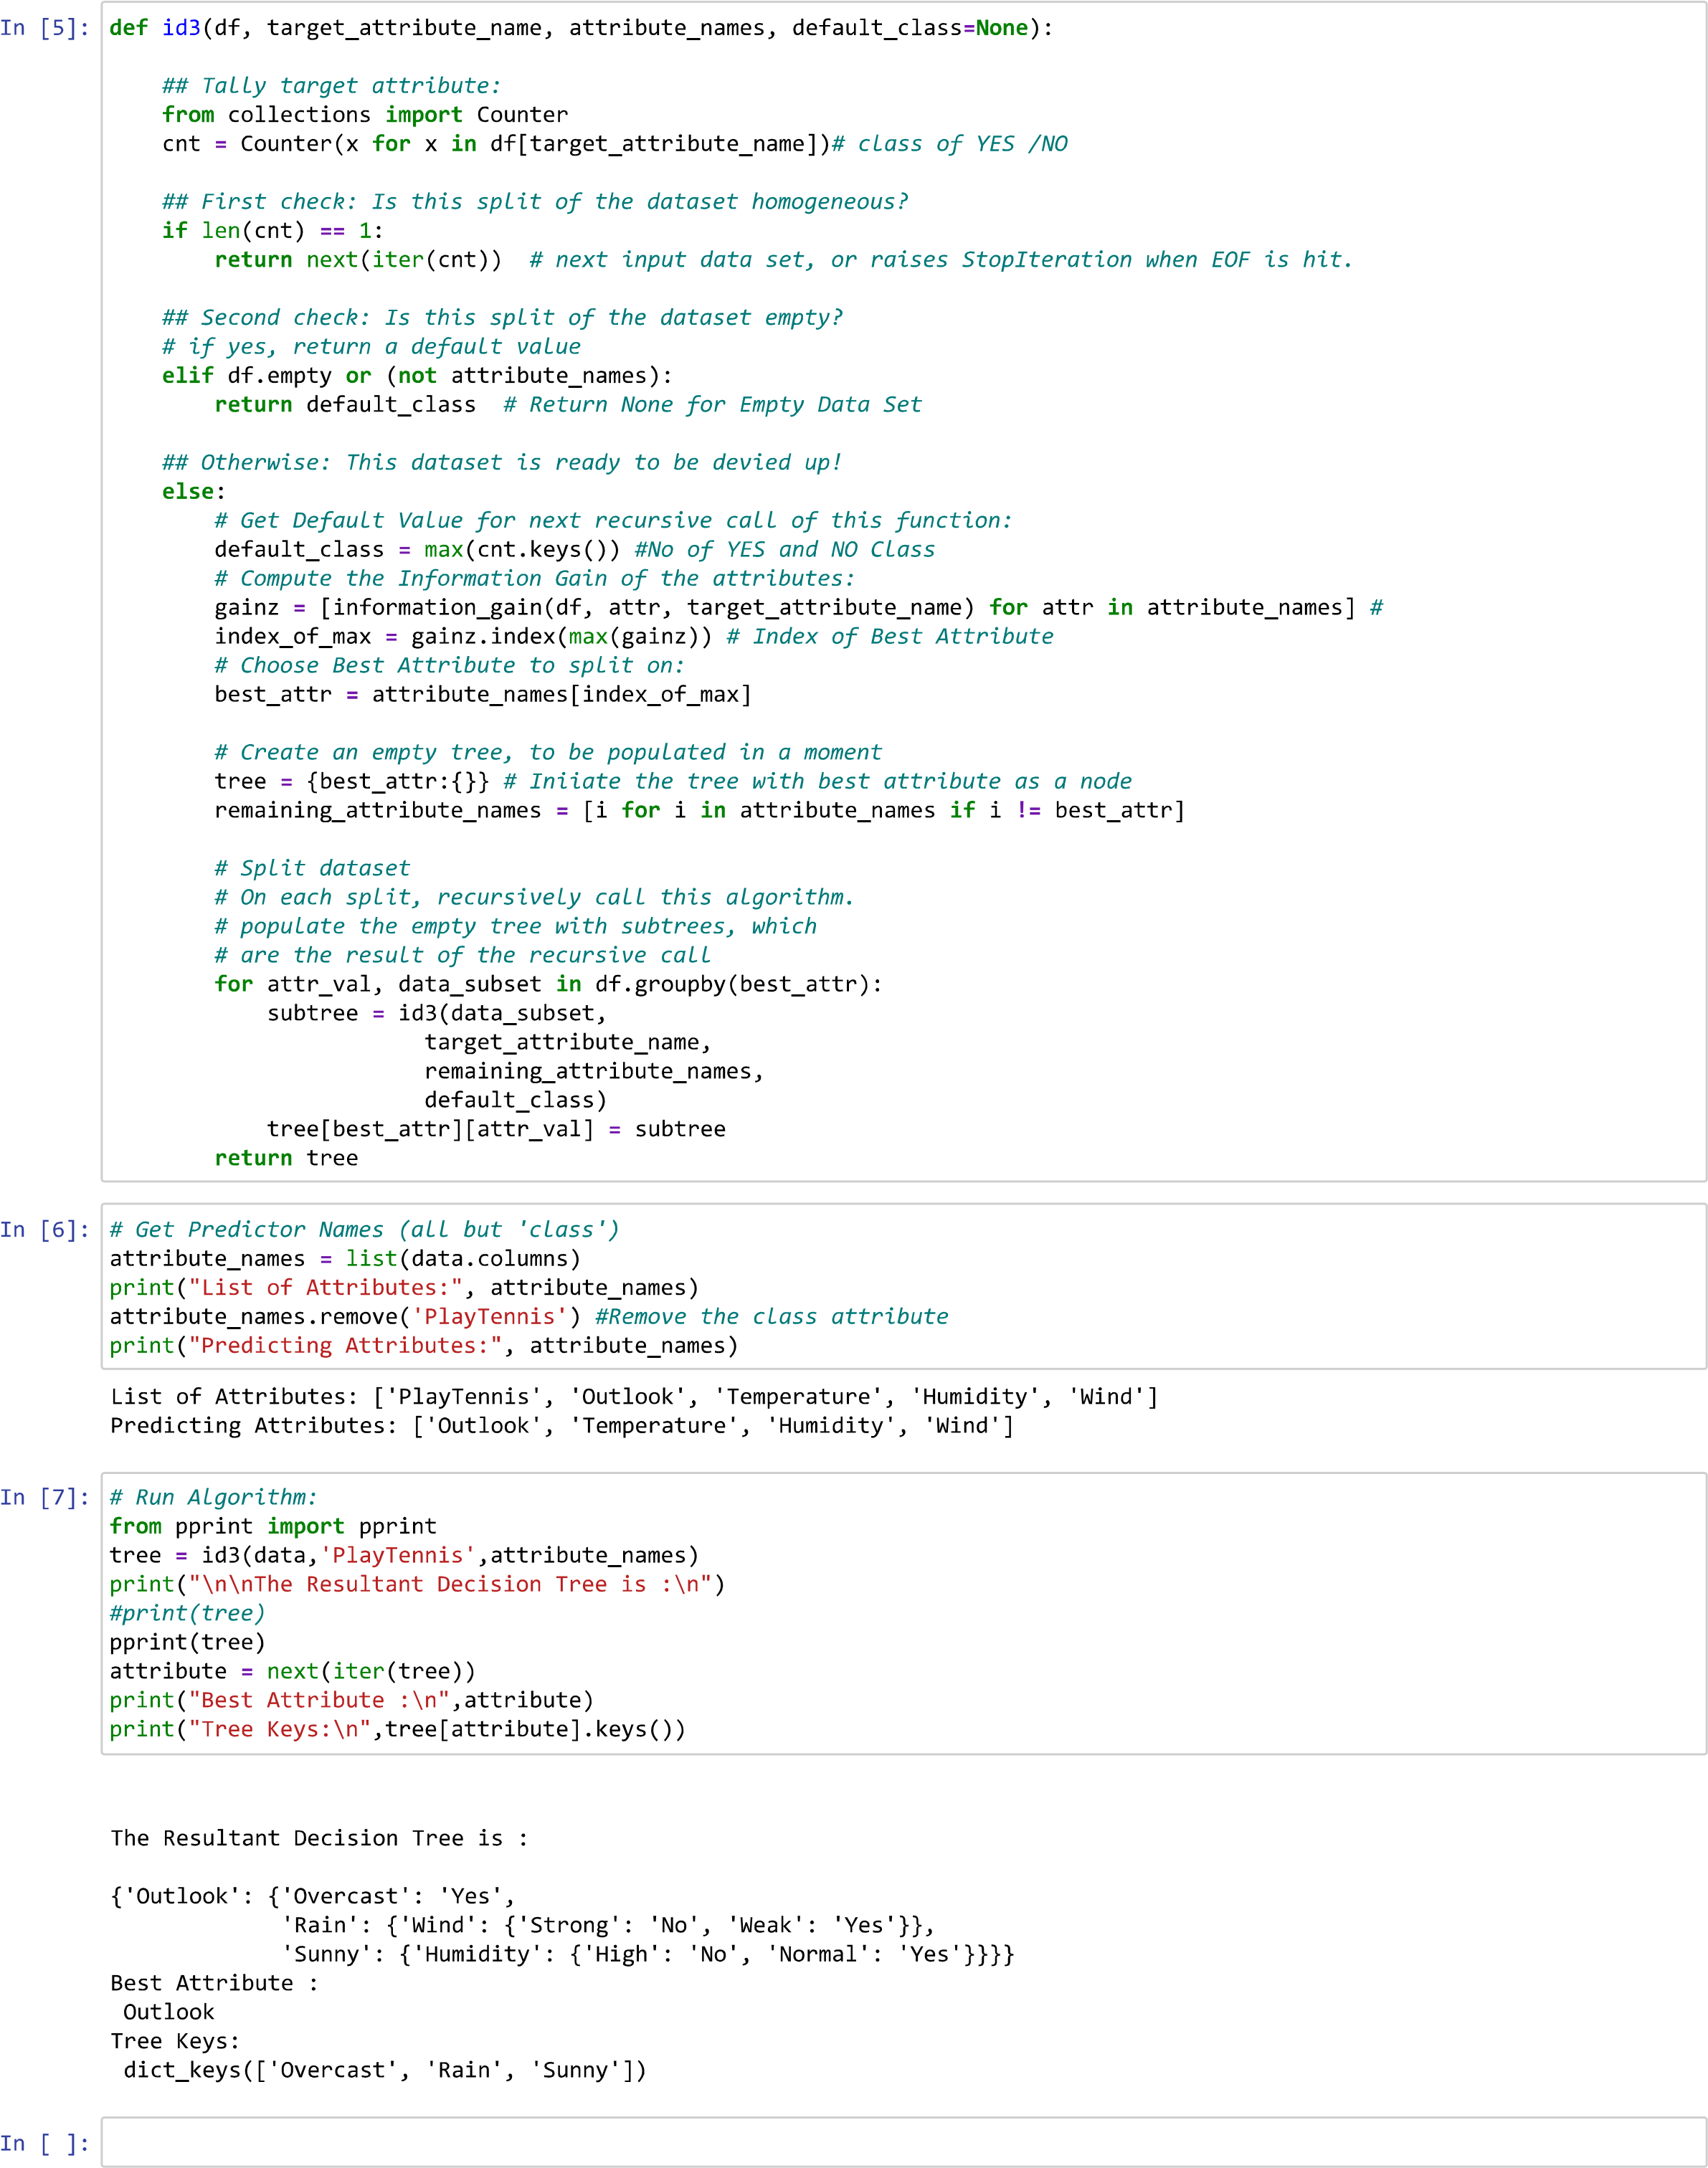 In [5]: def id3(df, target_attribute_name, attribute_names, default_class=None):

    ## Tally target attribute:
    from collections import Counter
    cnt = Counter(x for x in df[target_attribute_name])# class of YES /NO

    ## First check: Is this split of the dataset homogeneous?
    if len(cnt) == 1:
        return next(iter(cnt))  # next input data set, or raises StopIteration when EOF is hit.

    ## Second check: Is this split of the dataset empty?
    # if yes, return a default value
    elif df.empty or (not attribute_names):
        return default_class  # Return None for Empty Data Set

    ## Otherwise: This dataset is ready to be devied up!
    else:
        # Get Default Value for next recursive call of this function:
        default_class = max(cnt.keys()) #No of YES and NO Class
        # Compute the Information Gain of the attributes:
        gainz = [information_gain(df, attr, target_attribute_name) for attr in attribute_names] #
        index_of_max = gainz.index(max(gainz)) # Index of Best Attribute
        # Choose Best Attribute to split on:
        best_attr = attribute_names[index_of_max]

        # Create an empty tree, to be populated in a moment
        tree = {best_attr:{}} # Iniiate the tree with best attribute as a node
        remaining_attribute_names = [i for i in attribute_names if i != best_attr]

        # Split dataset
        # On each split, recursively call this algorithm.
        # populate the empty tree with subtrees, which
        # are the result of the recursive call
        for attr_val, data_subset in df.groupby(best_attr):
            subtree = id3(data_subset,
                        target_attribute_name,
                        remaining_attribute_names,
                        default_class)
            tree[best_attr][attr_val] = subtree
        return tree

In [6]: # Get Predictor Names (all but 'class')
attribute_names = list(data.columns)
print("List of Attributes:", attribute_names)
attribute_names.remove('PlayTennis') #Remove the class attribute
print("Predicting Attributes:", attribute_names)

List of Attributes: ['PlayTennis', 'Outlook', 'Temperature', 'Humidity', 'Wind']
Predicting Attributes: ['Outlook', 'Temperature', 'Humidity', 'Wind']

In [7]: # Run Algorithm:
from pprint import pprint
tree = id3(data,'PlayTennis',attribute_names)
print("\n\nThe Resultant Decision Tree is :\n")
#print(tree)
pprint(tree)
attribute = next(iter(tree))
print("Best Attribute :\n",attribute)
print("Tree Keys:\n",tree[attribute].keys())

The Resultant Decision Tree is :

{'Outlook': {'Overcast': 'Yes',
             'Rain': {'Wind': {'Strong': 'No', 'Weak': 'Yes'}},
             'Sunny': {'Humidity': {'High': 'No', 'Normal': 'Yes'}}}}
Best Attribute :
 Outlook
Tree Keys:
 dict_keys(['Overcast', 'Rain', 'Sunny'])

In [ ]: